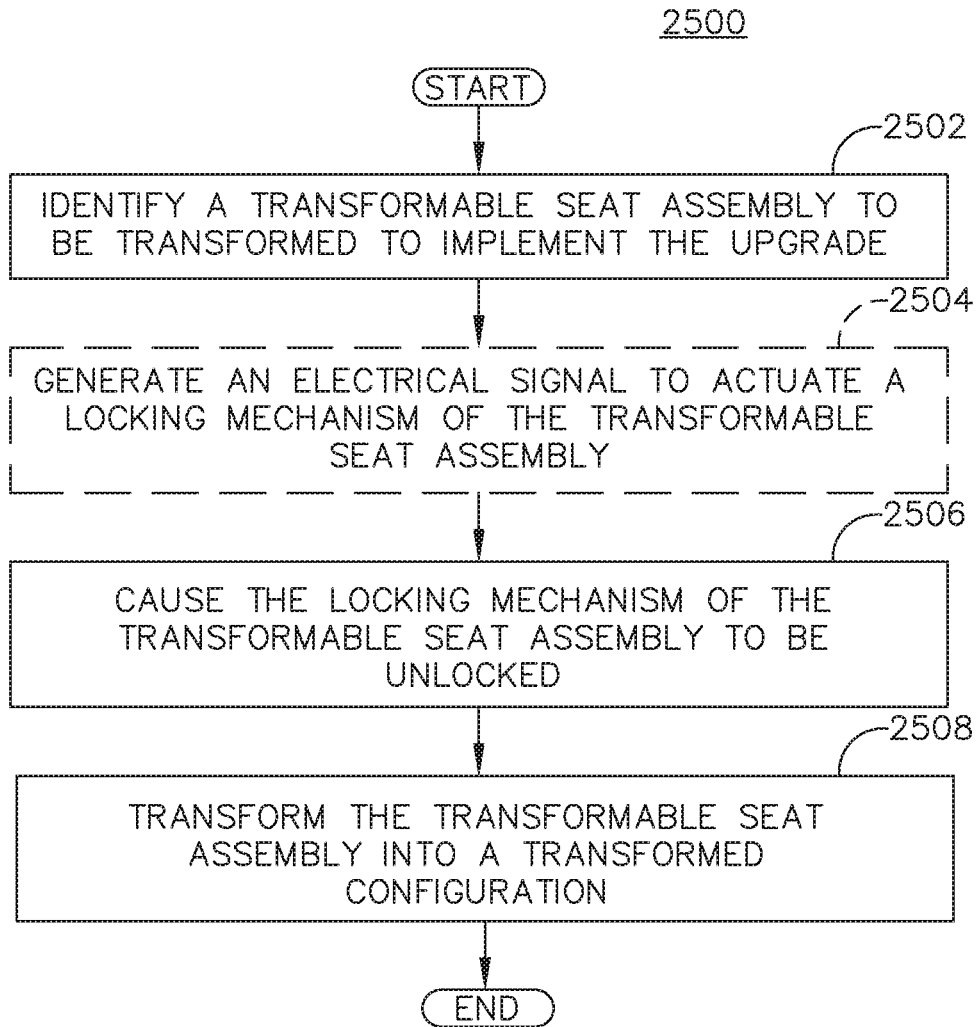 2500
START
2502
IDENTIFY A TRANSFORMABLE SEAT ASSEMBLY TO
BE TRANSFORMED TO IMPLEMENT THE UPGRADE
2504
GENERATE AN ELECTRICAL SIGNAL TO ACTUATE A
LOCKING MECHANISM OF THE TRANSFORMABLE
SEAT ASSEMBLY
2506
CAUSE THE LOCKING MECHANISM OF THE
TRANSFORMABLE SEAT ASSEMBLY TO BE
UNLOCKED
2508
TRANSFORM THE TRANSFORMABLE SEAT
ASSEMBLY INTO A TRANSFORMED
CONFIGURATION
END